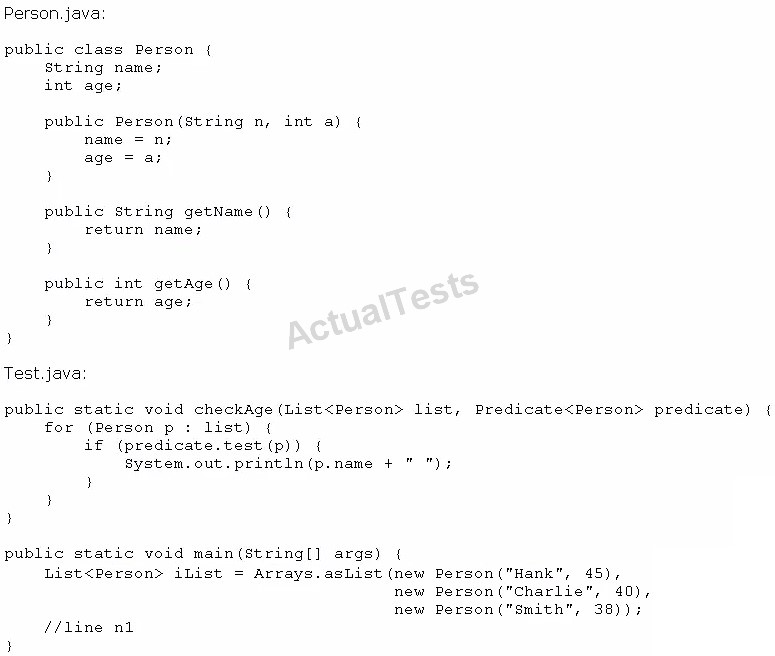 Person.java:
public class Person {
    String name;
    int age;
    public Person(String n, int a) {
        name = n;
        age = a;
    }
    public String getName() {
        return name;
    }
    public int getAge() {
        return age;
    }
}
ActualTests
Test.java:
public static void checkAge(List<Person> list, Predicate<Person> predicate) {
    for (Person p : list) {
        if (predicate.test(p)) {
            System.out.println(p.name + " ");
        }
    }
}
public static void main(String[] args) {
    List<Person> iList = Arrays.asList(new Person("Hank", 45),
                                       new Person("Charlie", 40),
                                       new Person("Smith", 38));
    //line n1
}